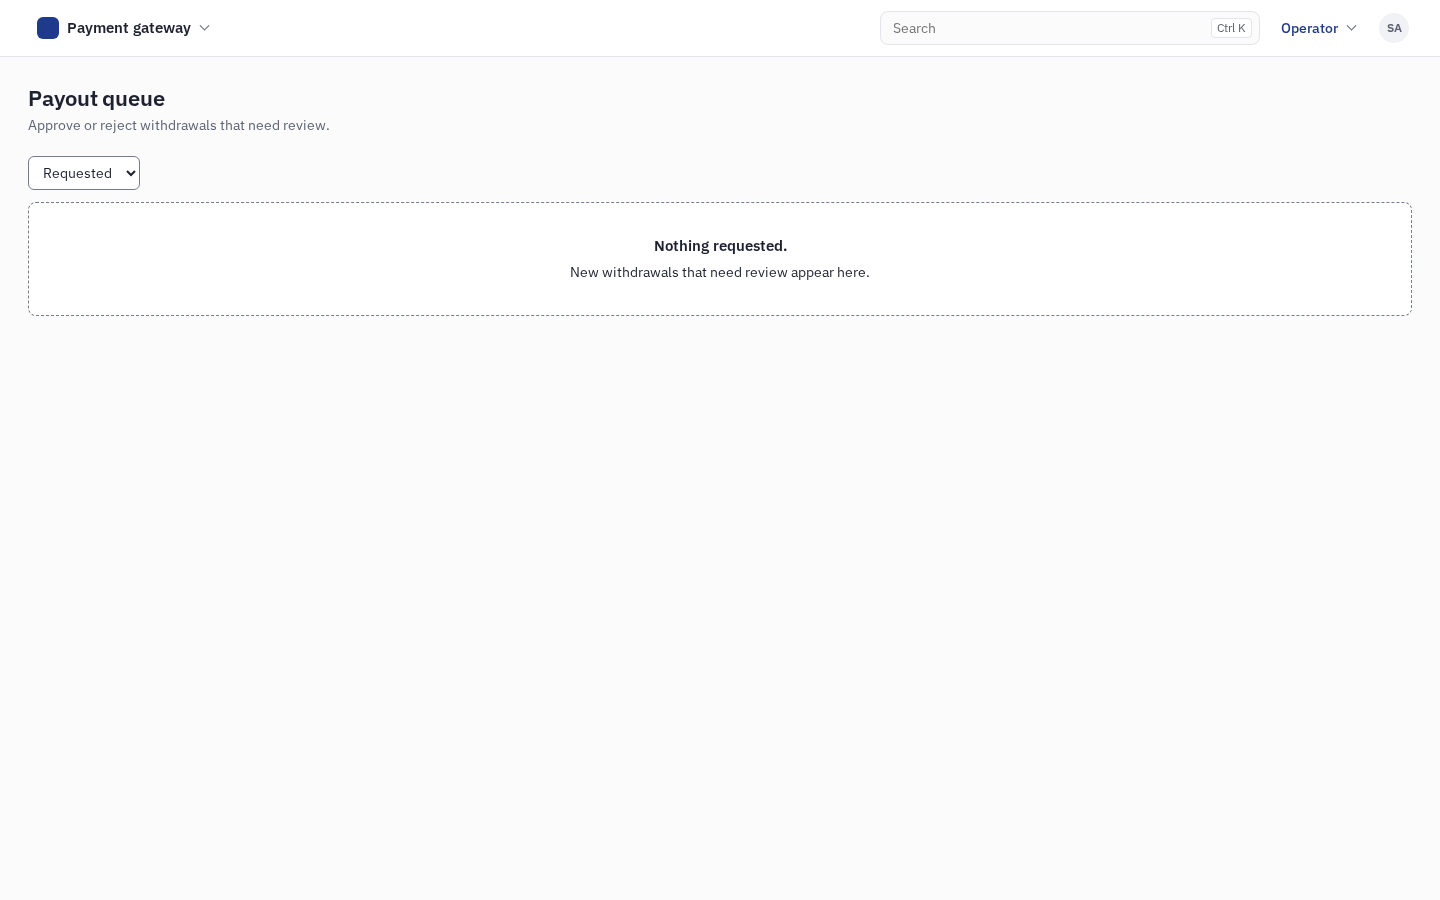 Payment gateway
Search
Ctrl K
Operator
SA
Payout queue
Approve or reject withdrawals that need review.
Requested
Nothing requested.
New withdrawals that need review appear here.